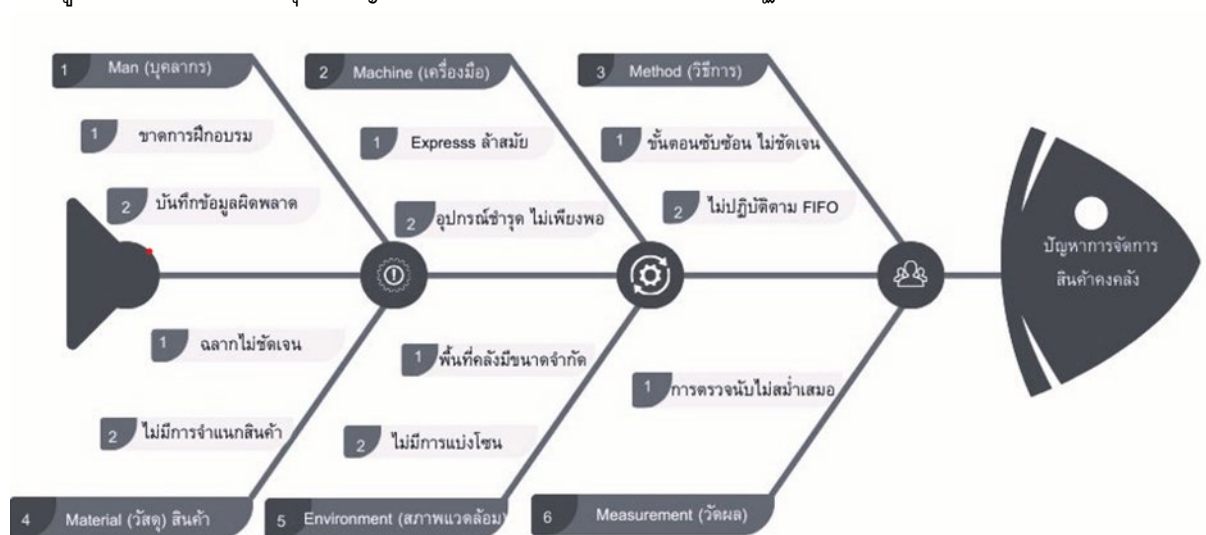 1 Man (บุคลากร)
1 ขาดการฝึกอบรม
2 บันทึกข้อมูลผิดพลาด
2 Machine (เครื่องมือ)
1 Expresss ล้าสมัย
2 อุปกรณ์ชำรุด ไม่เพียงพอ
3 Method (วิธีการ)
1 ขั้นตอนซับซ้อน ไม่ชัดเจน
2 ไม่ปฏิบัติตาม FIFO
ปัญหาการจัดการ
สินค้าคงคลัง
1 ฉลากไม่ชัดเจน
2 ไม่มีการจำแนกสินค้า
4 Material (วัสดุ) สินค้า
1 พื้นที่คลังมีขนาดจำกัด
2 ไม่มีการแบ่งโซน
5 Environment (สภาพแวดล้อม)
1 การตรวจนับไม่สม่ำเสมอ
6 Measurement (วัดผล)